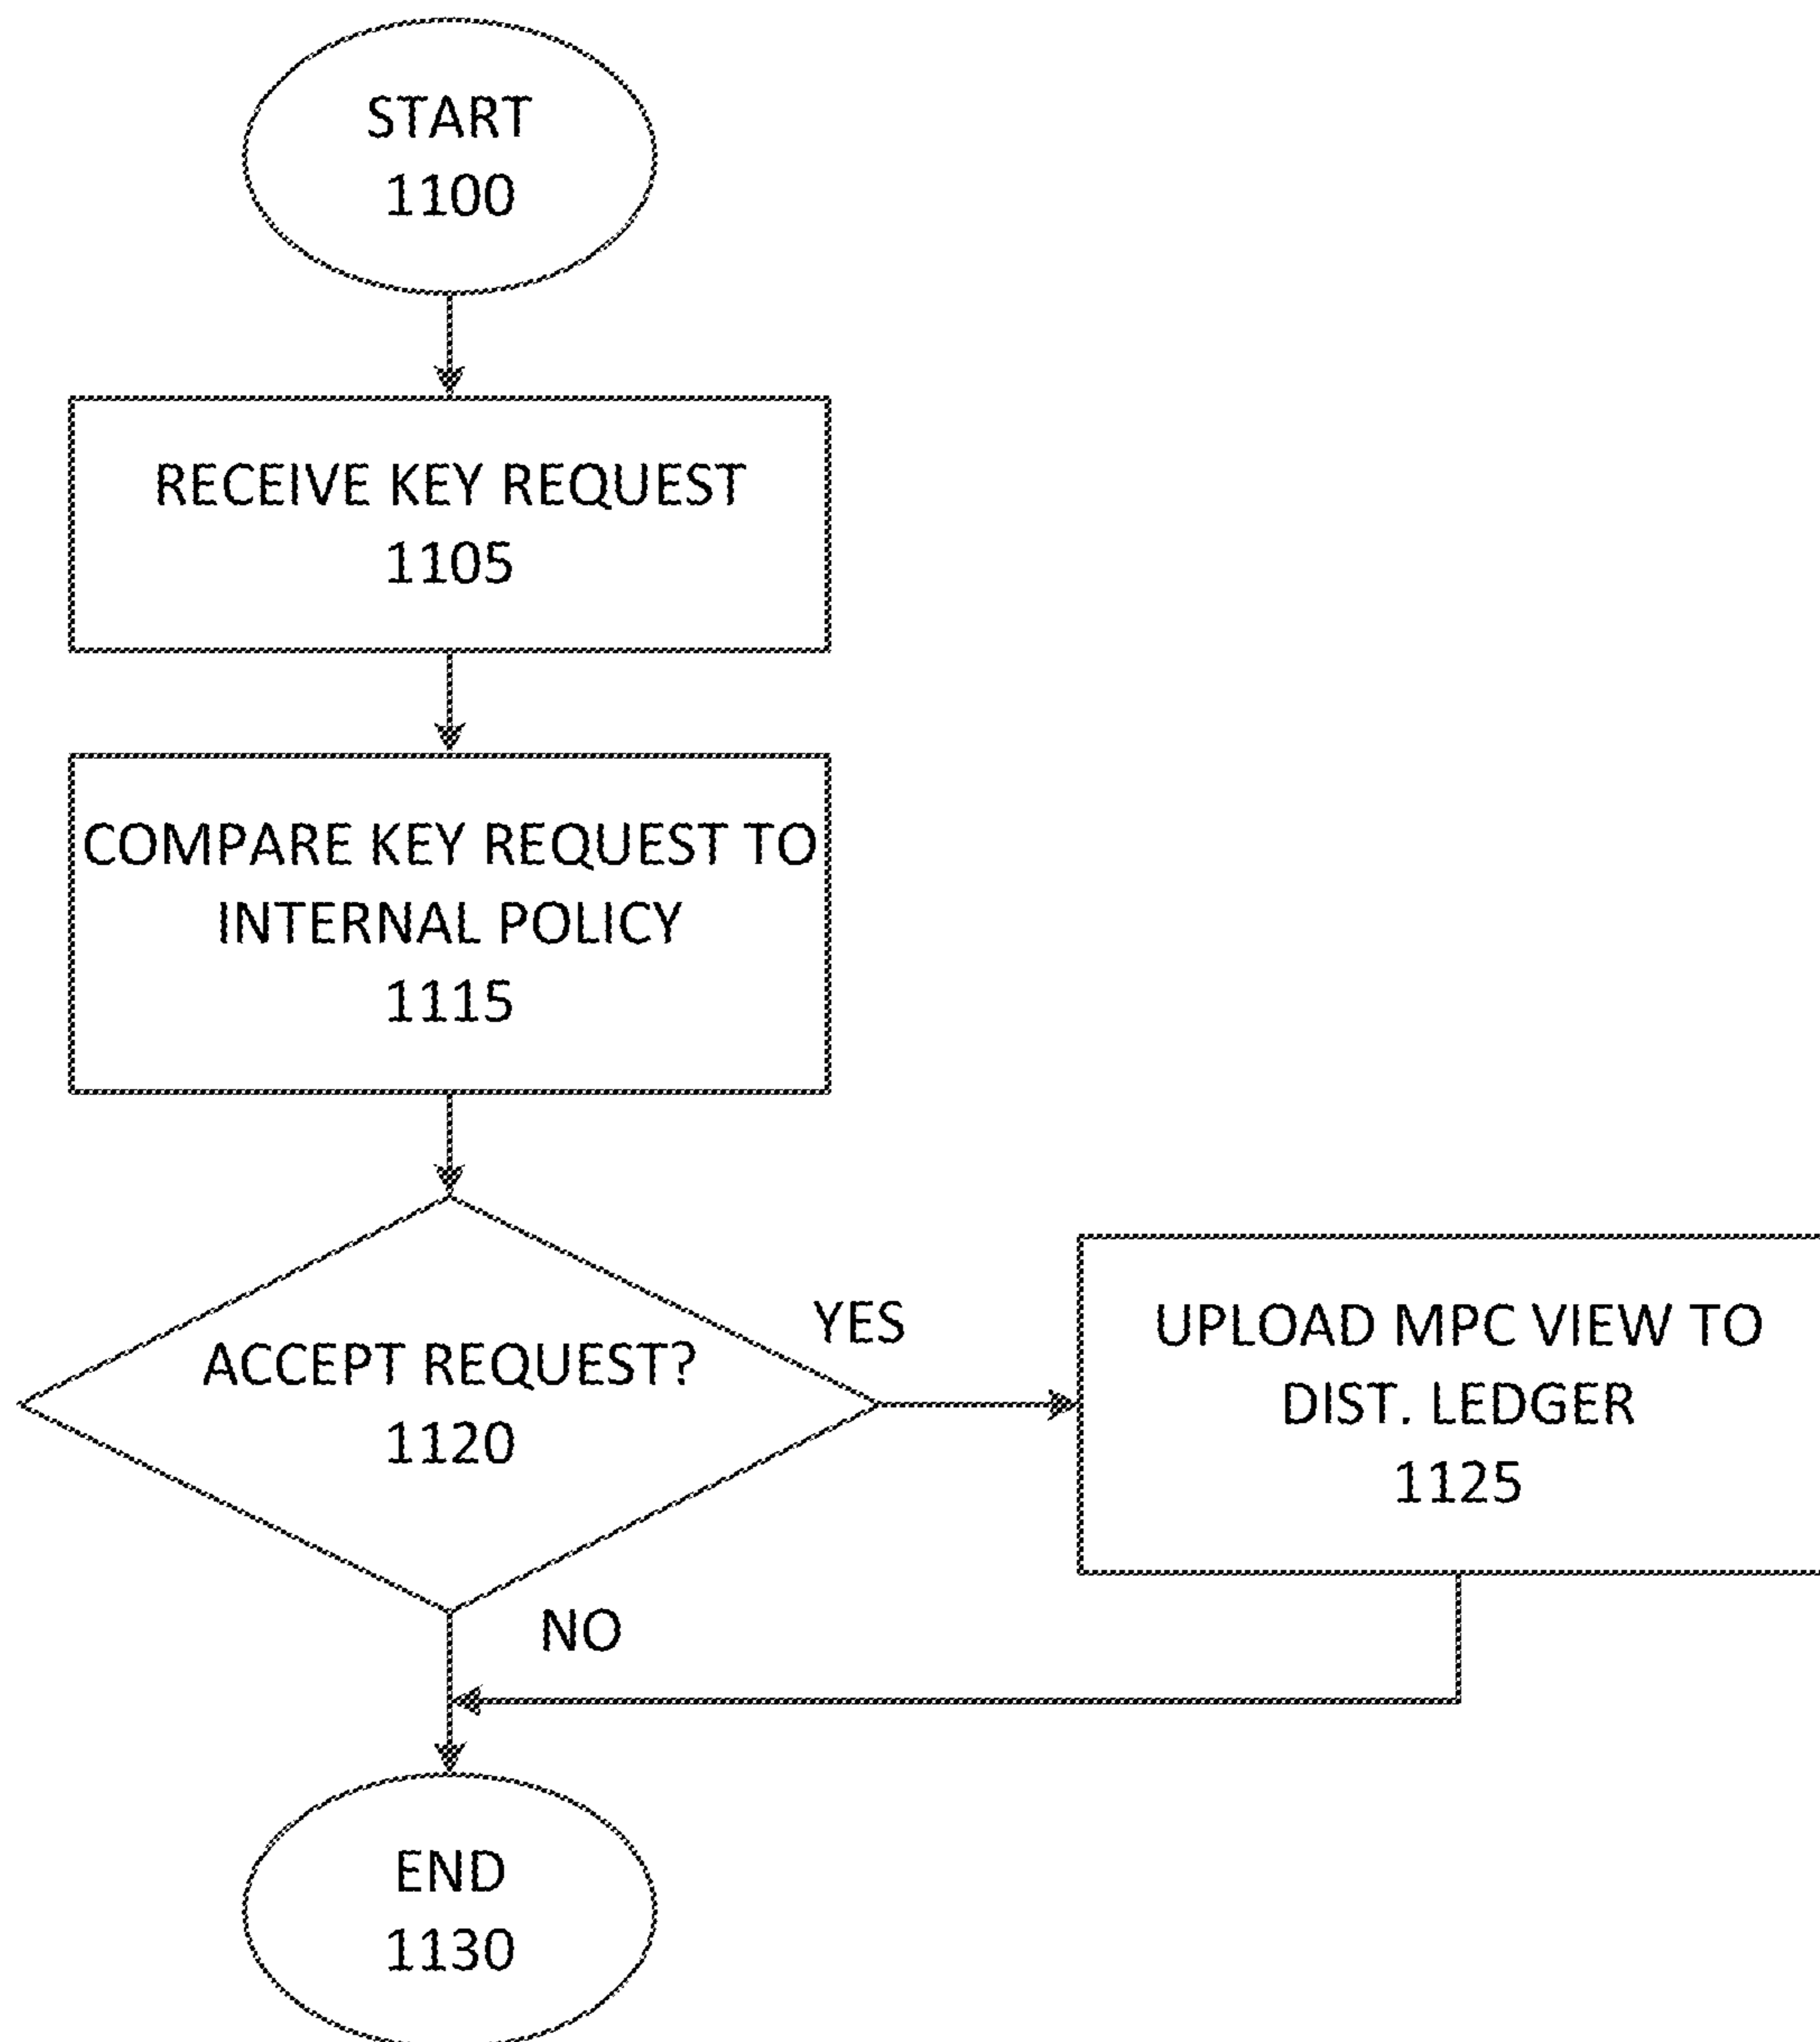 START
1100
RECEIVE KEY REQUEST
1105
COMPARE KEY REQUEST TO
INTERNAL POLICY
1115
ACCEPT REQUEST?
1120
YES
UPLOAD MPC VIEW TO
DIST. LEDGER
1125
NO
END
1130